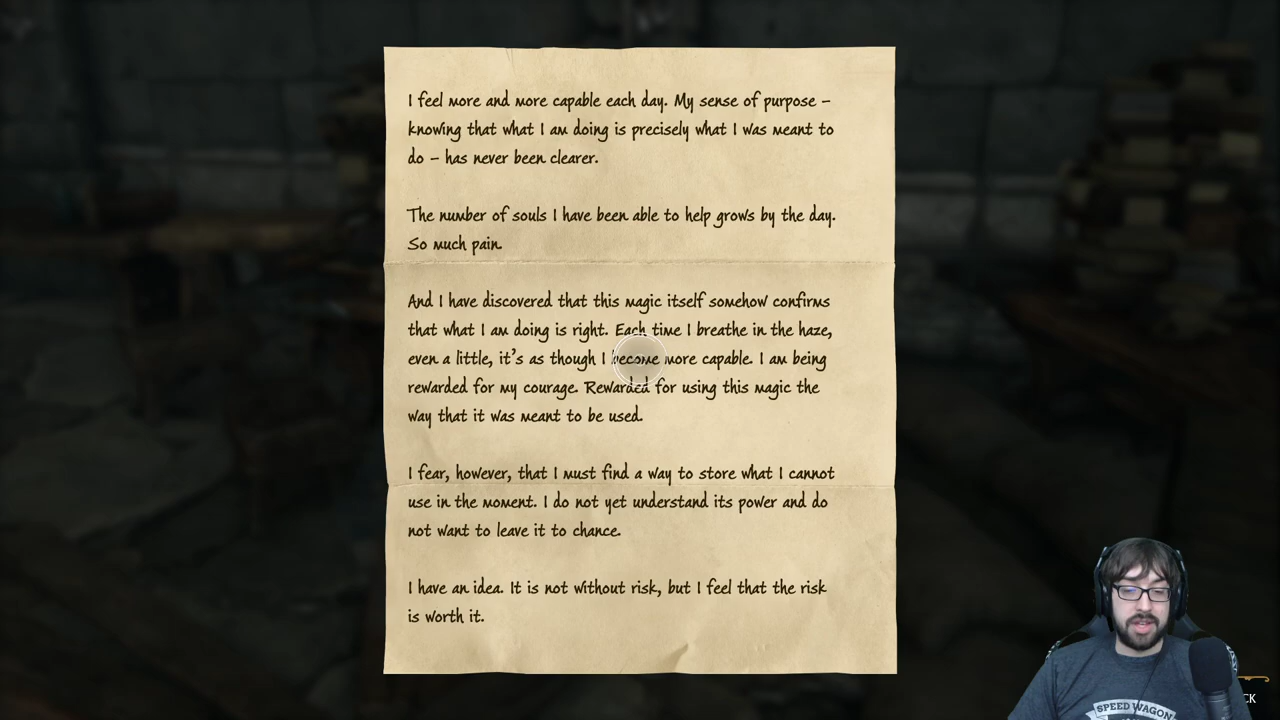 I feel more and more capable each day. My sense of purpose –
knowing that what I am doing is precisely what I was meant to
do – has never been clearer.
The number of souls I have been able to help grows by the day.
So much pain.
And I have discovered that this magic itself somehow confirms
that what I am doing is right. Each time I breathe in the haze,
even a little, it's as though I become more capable. I am being
rewarded for my courage. Rewarded for using this magic the
way that it was meant to be used.
I fear, however, that I must find a way to store what I cannot
use in the moment. I do not yet understand its power and do
not want to leave it to chance.
I have an idea. It is not without risk, but I feel that the risk
is worth it.
SPEED WAGON